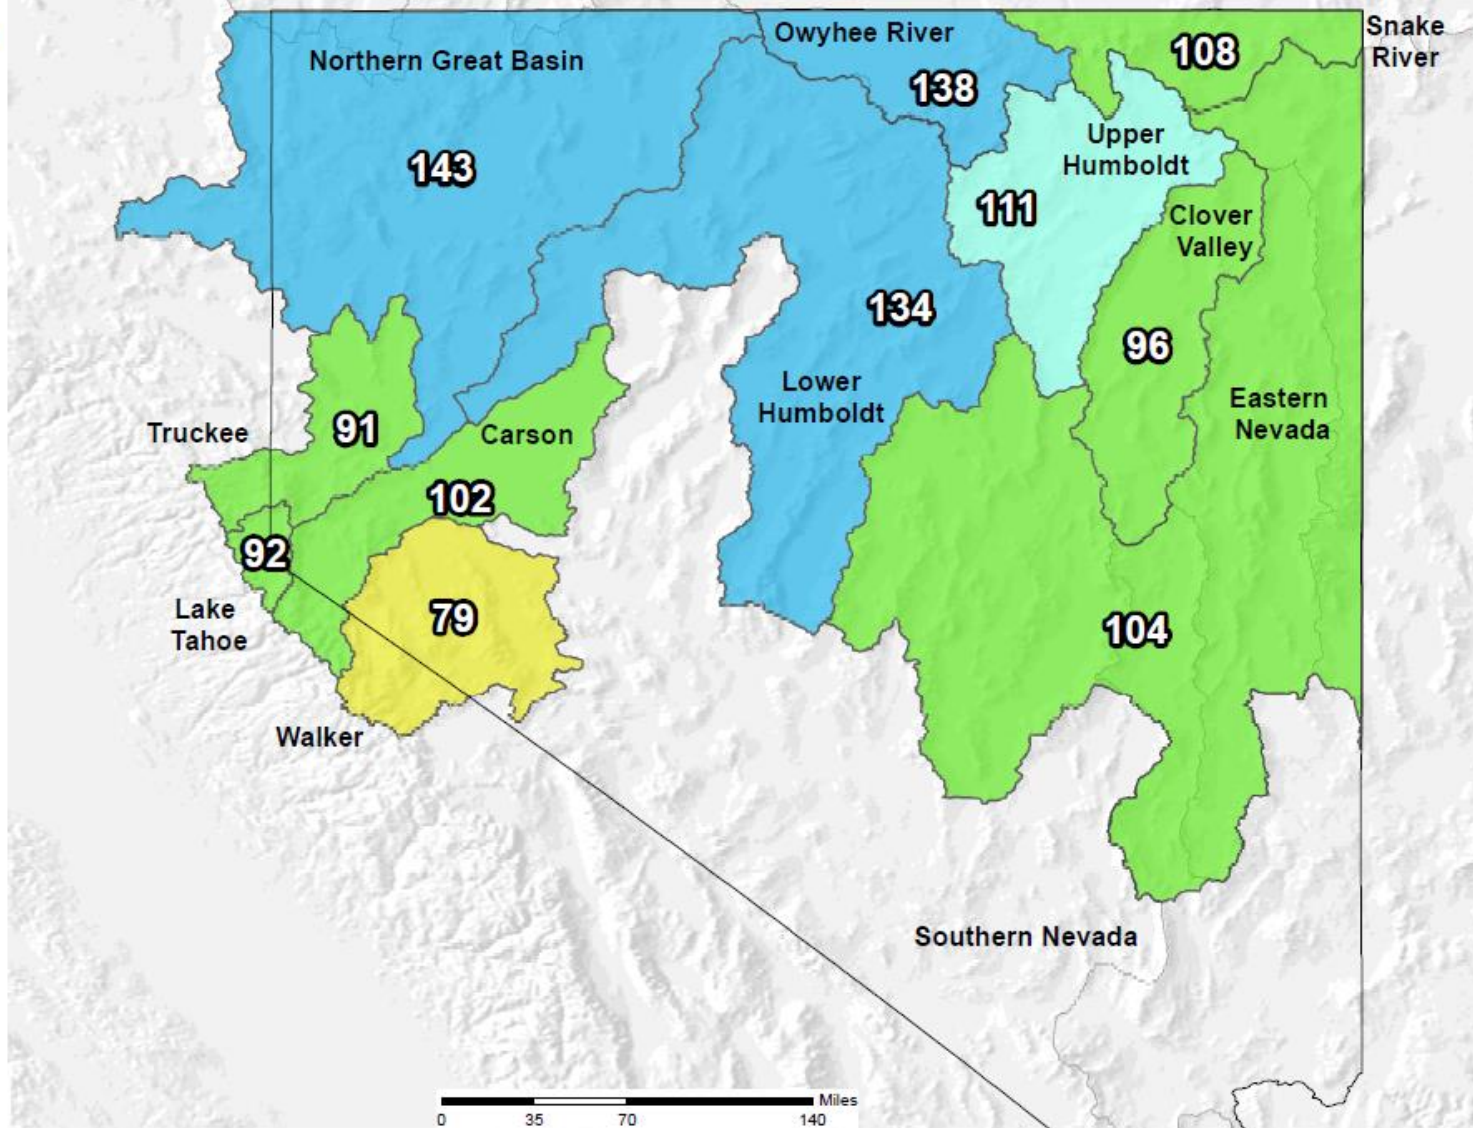 Owyhee River
Snake
River
Northern Great Basin
108
138
Upper
Humboldt
143
111
Clover
Valley
134
96
Lower
Humboldt
Eastern
Nevada
Truckee
91
Carson
102
92
Lake
Tahoe
79
104
Walker
Southern Nevada
Miles
0 35 70 140